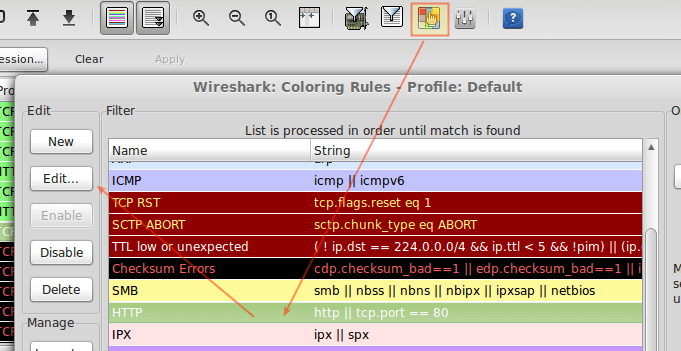 ession...
Clear
Apply
Wireshark: Coloring Rules - Profile: Default
Edit
Filter
List is processed in order until match is found
New
Edit...
Enable
Disable
Delete
Manage
Name String
ICMP icmp || icmpv6
TCP RST tcp.flags.reset eq 1
SCTP ABORT sctp.chunk_type eq ABORT
TTL low or unexpected ( ! ip.dst == 224.0.0.0/4 && ip.ttl < 5 && !pim) || (ip.
Checksum Errors cdp.checksum_bad==1 || edp.checksum_bad==1 || i
SMB smb || nbss || nbns || nbipx || ipxsap || netbios
HTTP http || tcp.port == 80
IPX ipx || spx